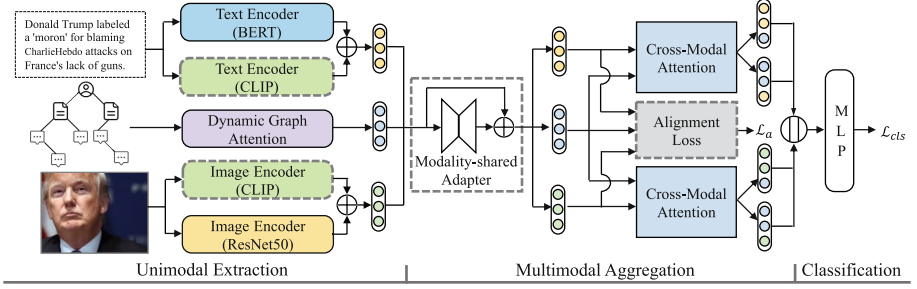 Donald Trump labeled
a 'moron' for blaming
CharlieHebdo attacks on
France's lack of guns.
Text Encoder
(BERT)
Text Encoder
(CLIP)
Dynamic Graph
Attention
Image Encoder
(CLIP)
Image Encoder
(ResNet50)
Modality-shared
Adapter
Cross-Modal
Attention
Alignment
Loss
Cross-Modal
Attention
ℒₐ
M
L
P
ℒ_cls
Unimodal Extraction
Multimodal Aggregation
Classification